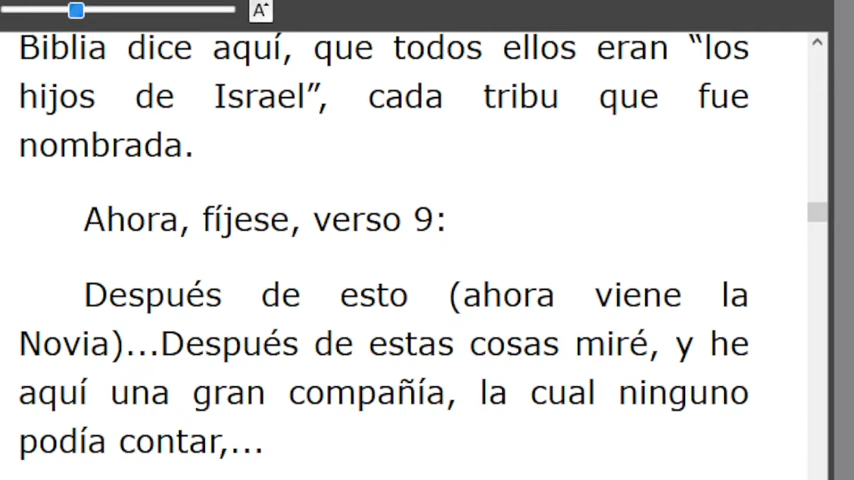 A
Biblia dice aquí, que todos ellos eran “los
hijos de Israel”, cada tribu que fue
nombrada.
Ahora, fíjese, verso 9:
Después de esto (ahora viene la
Novia)...Después de estas cosas miré, y he
aquí una gran compañía, la cual ninguno
podía contar,...